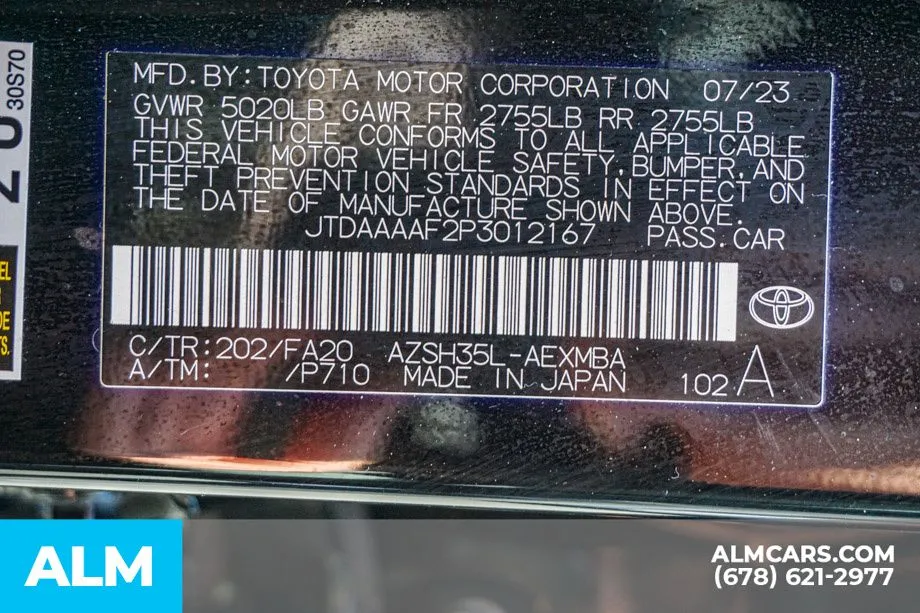 30S70
MFD.BY:TOYOTA MOTOR CORPORATION 07/23
GVWR 5020LB GAWR FR 2755LB RR 2755LB
THIS VEHICLE CONFORMS TO ALL APPLICABLE
FEDERAL MOTOR VEHICLE SAFETY,BUMPER,AND
THEFT PREVENTION STANDARDS IN EFFECT ON
THE DATE OF MANUFACTURE SHOWN ABOVE.
JTDAAAAF2P3012167 PASS.CAR
C/TR:202/FA20 AZSH35L-AEXMBA
A/TM: /P710 MADE IN JAPAN 102 A
ALM
ALMCARS.COM
(678) 621-2977